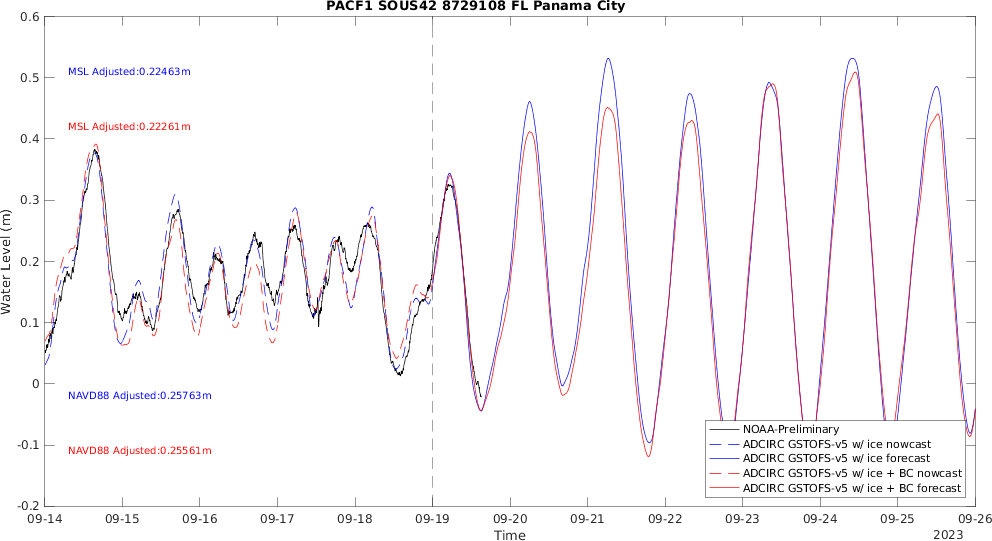 PACF1 SOUS42 8729108 FL Panama City
0.6
0.5
0.4
0.3
0.2
0.1
0
-0.1
-0.2
Water Level (m)
MSL Adjusted:0.22463m
MSL Adjusted:0.22261m
NAVD88 Adjusted:0.25763m
NAVD88 Adjusted:0.25561m
NOAA-Preliminary
ADCIRC GSTOFS-v5 w/ ice nowcast
ADCIRC GSTOFS-v5 w/ ice forecast
ADCIRC GSTOFS-v5 w/ ice + BC nowcast
ADCIRC GSTOFS-v5 w/ ice + BC forecast
09-14 09-15 09-16 09-17 09-18 09-19 09-20 09-21 09-22 09-23 09-24 09-25 09-26
Time
2023